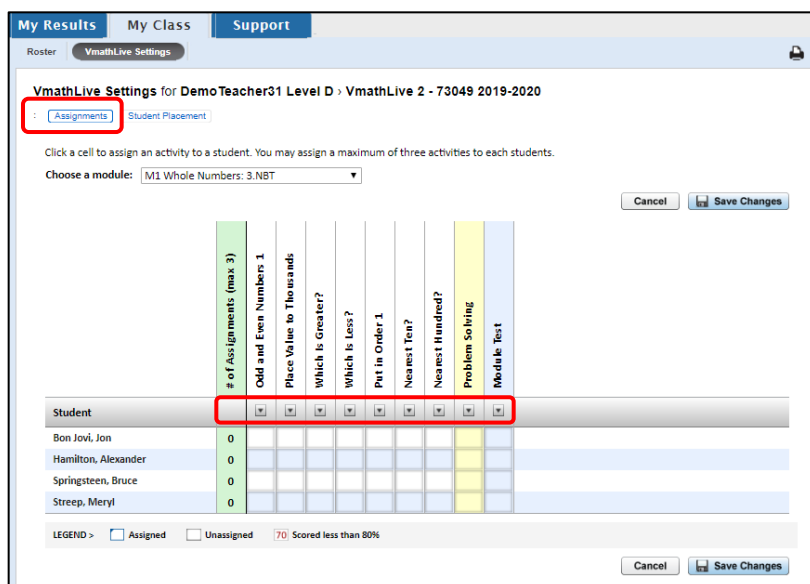 My Results My Class Support
Roster VmathLive Settings
VmathLive Settings for DemoTeacher31 Level D › VmathLive 2 - 73049 2019-2020
: Assignments Student Placement
Click a cell to assign an activity to a student. You may assign a maximum of three activities to each students.
Choose a module: M1 Whole Numbers: 3.NBT
Cancel Save Changes
# of Assignments (max 3)
Odd and Even Numbers 1
Place Value to Thousands
Which Is Greater?
Which Is Less?
Put in Order 1
Nearest Ten?
Nearest Hundred?
Problem Solving
Module Test
Student
Bon Jovi, Jon 0
Hamilton, Alexander 0
Springsteen, Bruce 0
Streep, Meryl 0
LEGEND > Assigned Unassigned 70 Scored less than 80%
Cancel Save Changes